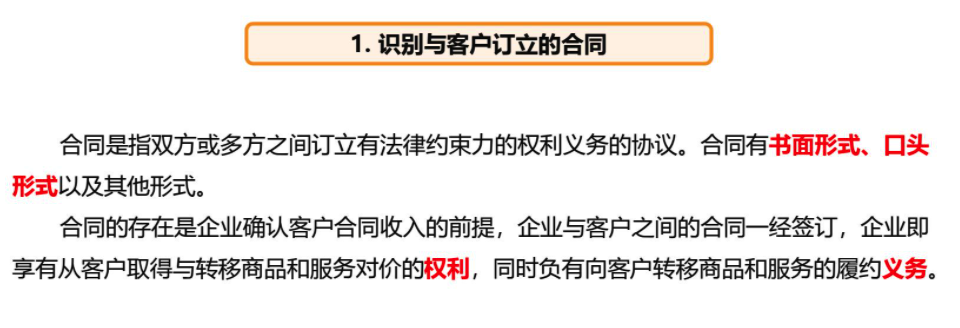 1. 识别与客户订立的合同
合同是指双方或多方之间订立有法律约束力的权利义务的协议。合同有书面形式、口头
形式以及其他形式。
合同的存在是企业确认客户合同收入的前提，企业与客户之间的合同一经签订，企业即
享有从客户取得与转移商品和服务对价的权利，同时负有向客户转移商品和服务的履约义务。